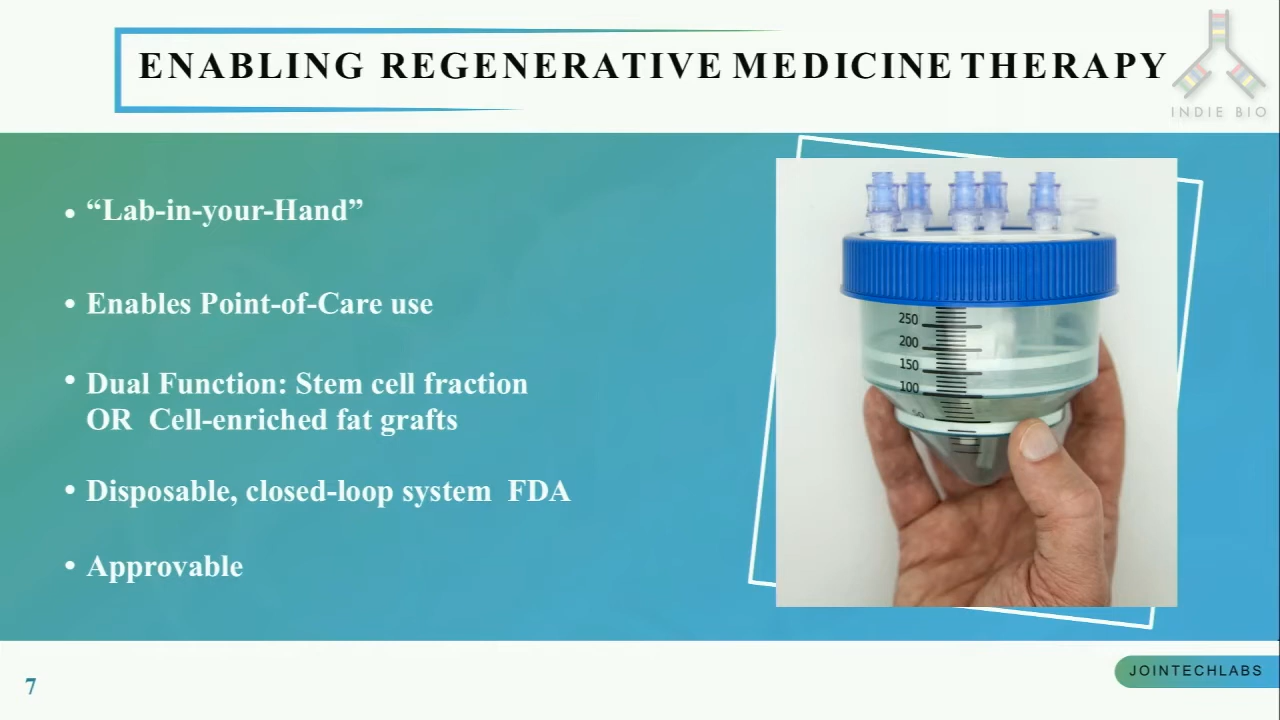 ENABLING REGENERATIVE MEDICINE THERAPY
INDIE BIO
• “Lab-in-your-Hand”
• Enables Point-of-Care use
• Dual Function: Stem cell fraction
OR Cell-enriched fat grafts
• Disposable, closed-loop system FDA
• Approvable
250
200
150
100
50
7
JOINTECHLABS